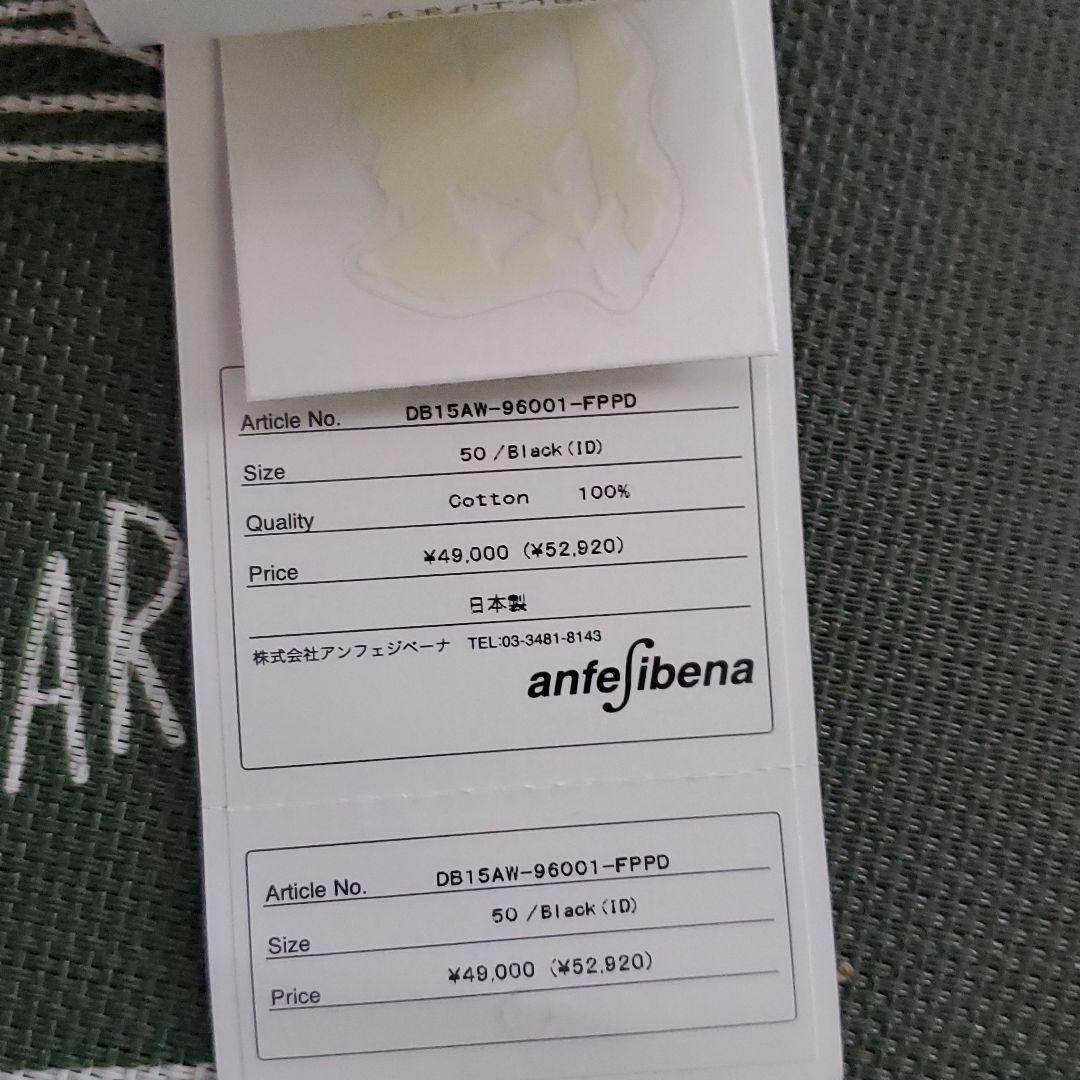 Article No. DB15AW-96001-FPPD
Size 50 /Black(ID)
Quality Cotton 100%
Price ¥49,000 (¥52,920)
日本製
株式会社アンフェジベーナ TEL:03-3481-8143
anfeſibena
Article No. DB15AW-96001-FPPD
Size 50 /Black(ID)
Price ¥49,000 (¥52,920)
AR